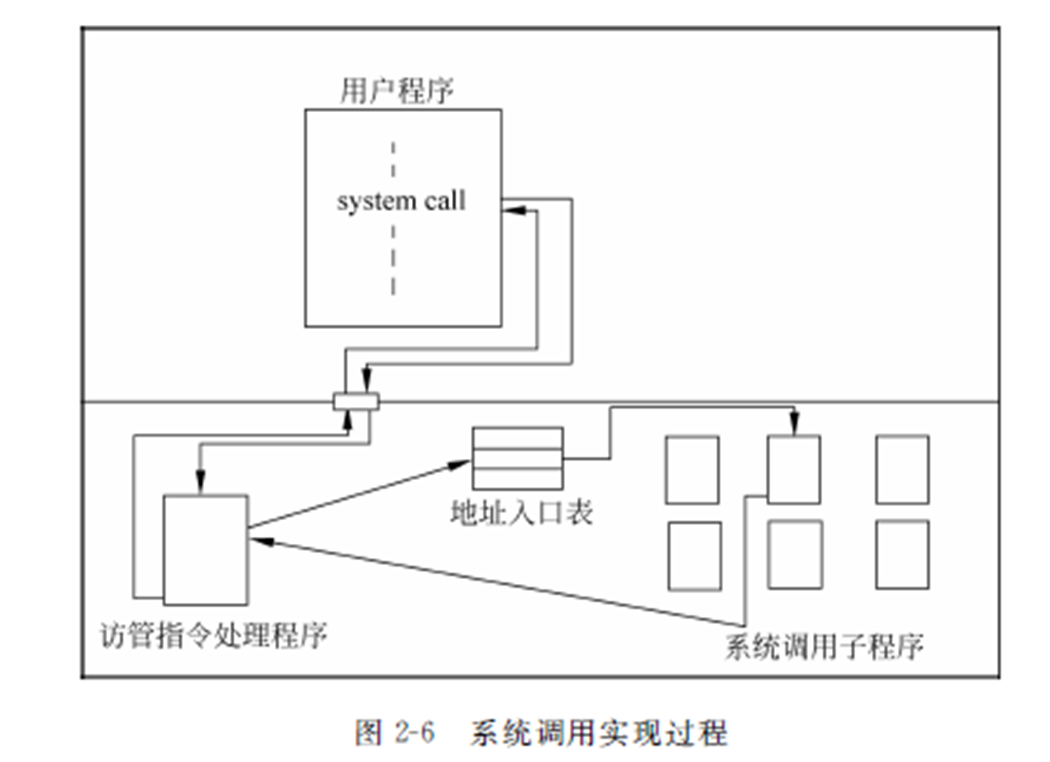 用户程序
system call
地址入口表
访管指令处理程序
系统调用子程序
图 2-6 系统调用实现过程